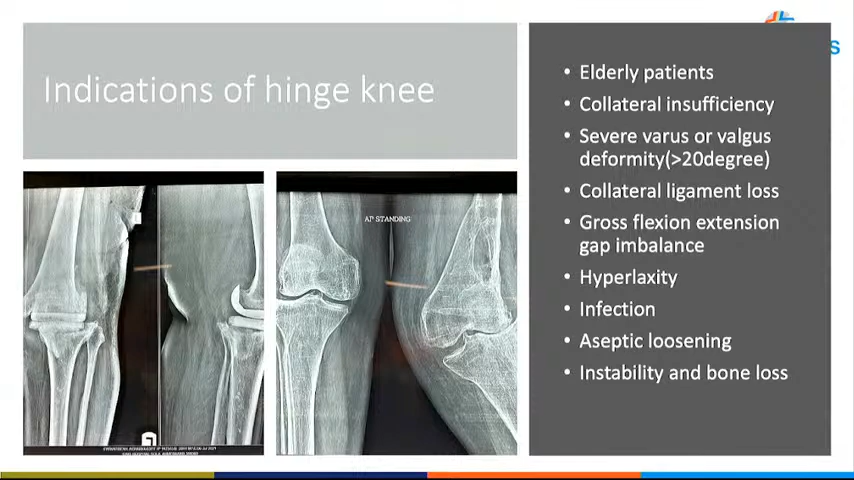 Indications of hinge knee
AP STANDING
S
• Elderly patients
• Collateral insufficiency
• Severe varus or valgus
deformity(>20degree)
• Collateral ligament loss
• Gross flexion extension
gap imbalance
• Hyperlaxity
• Infection
• Aseptic loosening
• Instability and bone loss